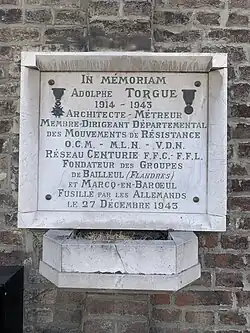 IN MÉMORIAM
ADOLPHE TORGUE
1914 - 1943
ARCHITECTE - MÉTREUR
MEMBRE-DIRIGEANT DÉPARTEMENTAL
DES MOUVEMENTS DE RÉSISTANCE
O.C.M. - M.L.N. - V.D.N.
RÉSEAU CENTURIE F.F.C.- F.F.L.
FONDATEUR DES GROUPES
DE BAILLEUL (FLANDRES)
ET MARCQ-EN-BARŒUL
FUSILLÉ PAR LES ALLEMANDS
LE 27 DÉCEMBRE 1943